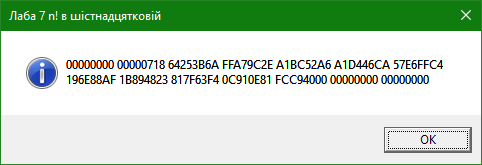 Лаба 7 n! в шістнадцятковій
00000000 00000718 64253B6A FFA79C2E A1BC52A6 A1D446CA 57E6FFC4
196E88AF 1B894823 817F63F4 0C910E81 FCC94000 00000000 00000000
OK